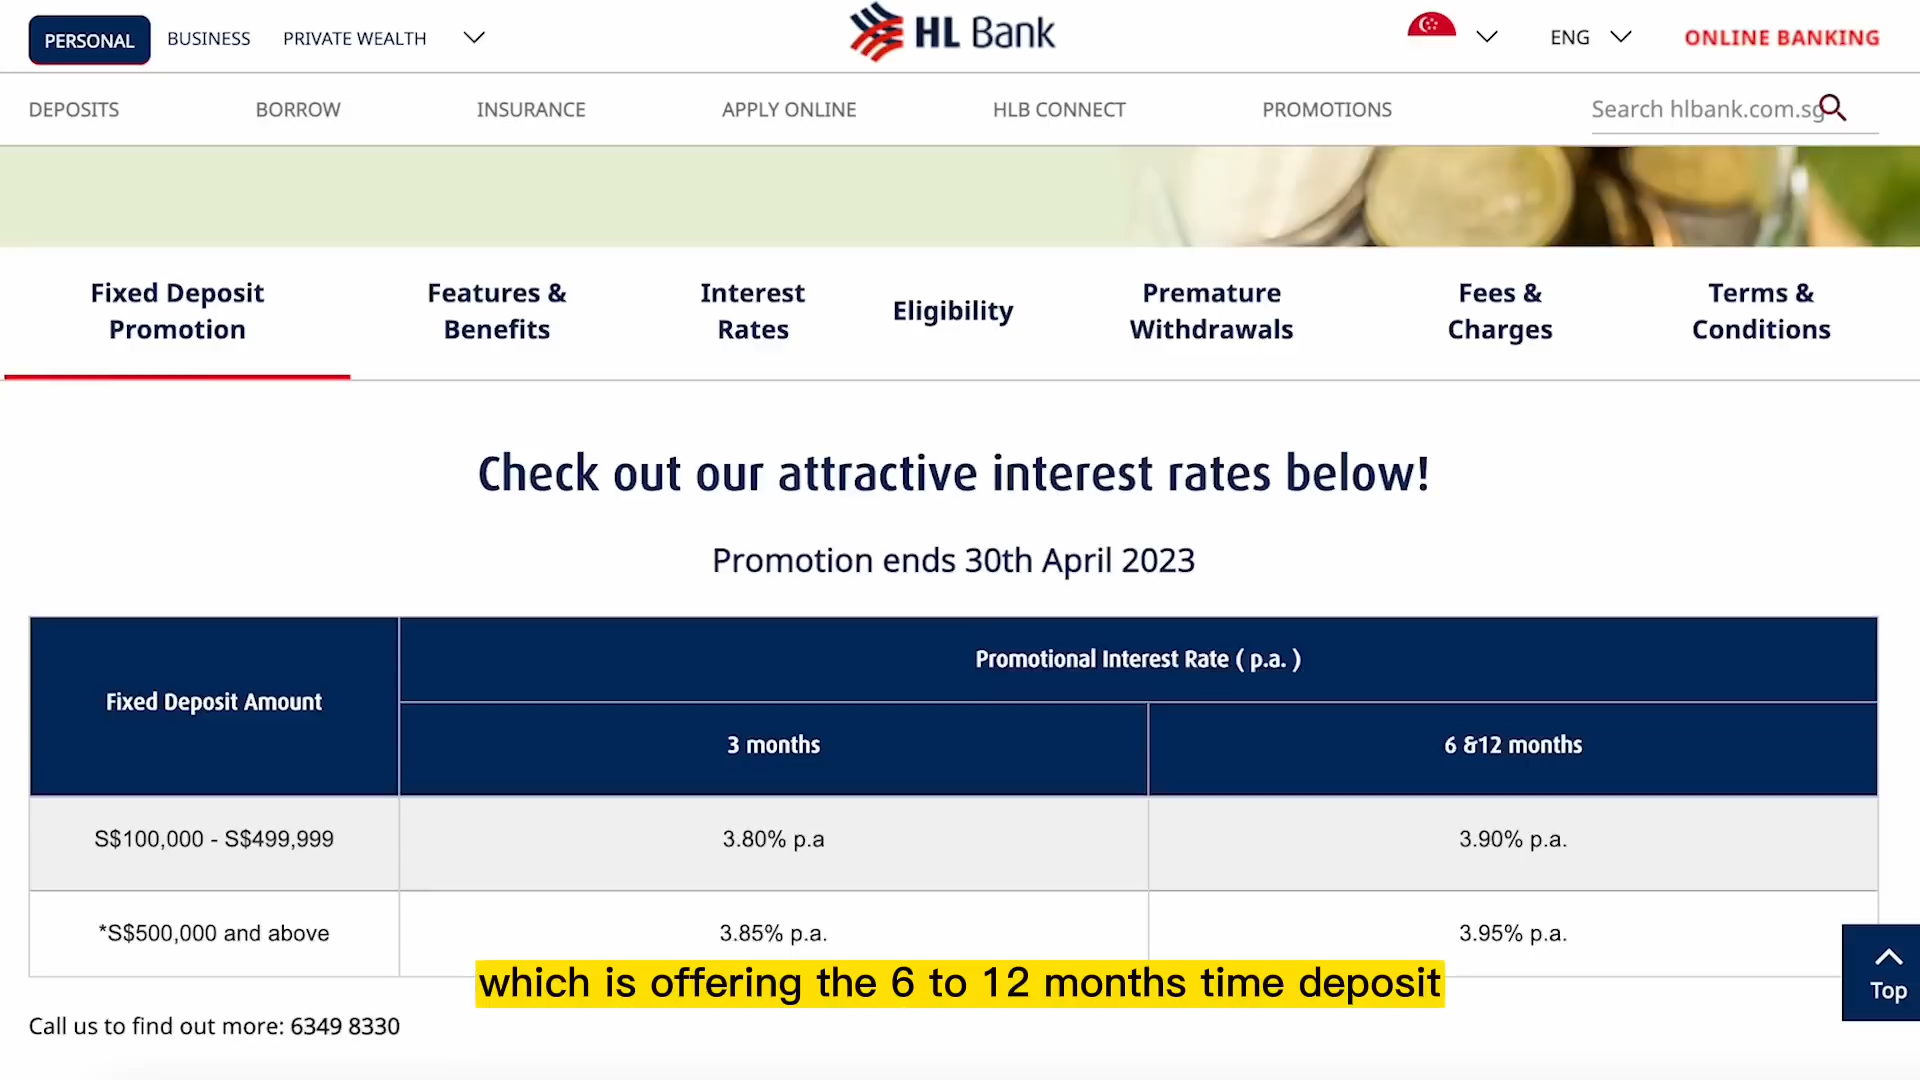 PERSONAL BUSINESS PRIVATE WEALTH HL Bank ENG ONLINE BANKING
DEPOSITS BORROW INSURANCE APPLY ONLINE HLB CONNECT PROMOTIONS Search hlbank.com.sg
Fixed Deposit Promotion
Features & Benefits
Interest Rates
Eligibility
Premature Withdrawals
Fees & Charges
Terms & Conditions
Check out our attractive interest rates below!
Promotion ends 30th April 2023
Fixed Deposit Amount
Promotional Interest Rate ( p.a. )
3 months 6 &12 months
S$100,000 - S$499,999 3.80% p.a 3.90% p.a.
*S$500,000 and above 3.85% p.a. 3.95% p.a.
which is offering the 6 to 12 months time deposit
Top
Call us to find out more: 6349 8330